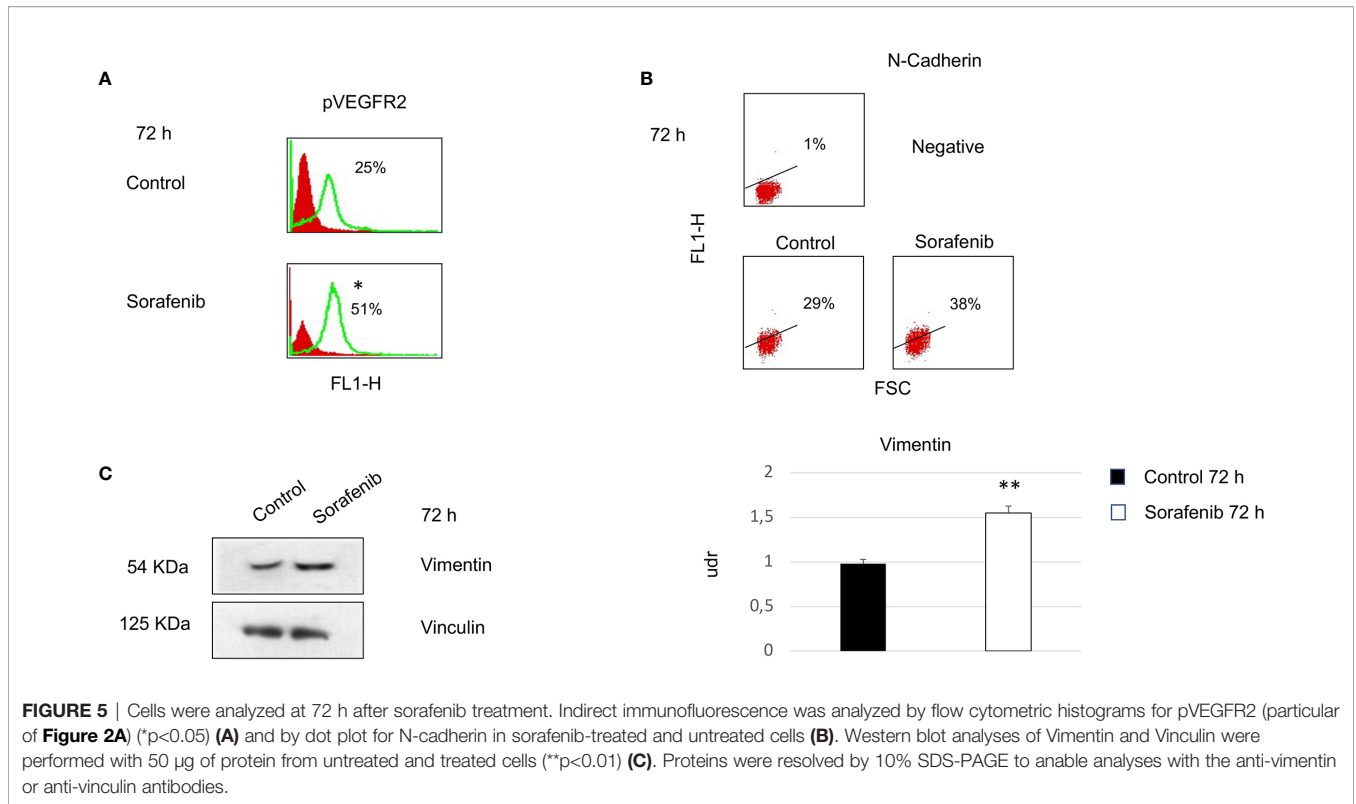 A
pVEGFR2
72 h
Control
25%
Sorafenib
*
51%
FL1-H
B
N-Cadherin
72 h
1%
Negative
FL1-H
Control
Sorafenib
29%
38%
FSC
C
Control
Sorafenib
72 h
54 KDa
Vimentin
125 KDa
Vinculin
Vimentin
2
1,5
1
0,5
0
udr
**
Control 72 h
Sorafenib 72 h
FIGURE 5 | Cells were analyzed at 72 h after sorafenib treatment. Indirect immunofluorescence was analyzed by flow cytometric histograms for pVEGFR2 (particular
of Figure 2A) (*p<0.05) (A) and by dot plot for N-cadherin in sorafenib-treated and untreated cells (B). Western blot analyses of Vimentin and Vinculin were
performed with 50 µg of protein from untreated and treated cells (**p<0.01) (C). Proteins were resolved by 10% SDS-PAGE to anable analyses with the anti-vimentin
or anti-vinculin antibodies.